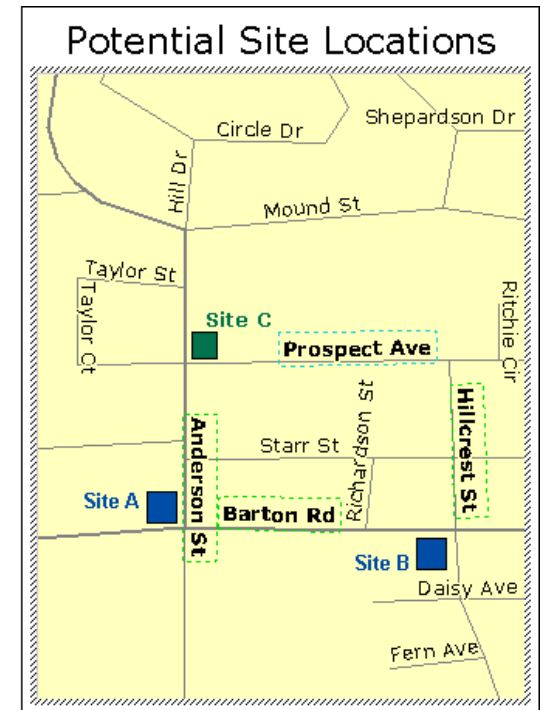 Potential Site Locations
Circle Dr
Shepardson Dr
Hill Dr
Mound St
Taylor St
Taylor Ct
Ritchie Cir
Site C
Prospect Ave
Anderson St
Richardson St
Hillcrest St
Starr St
Site A
Barton Rd
Site B
Daisy Ave
Fern Ave